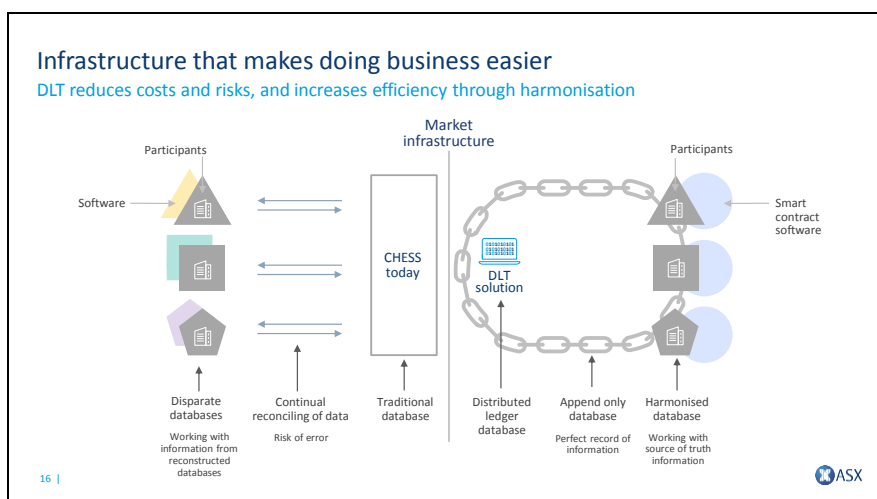 Infrastructure that makes doing business easier
DLT reduces costs and risks, and increases efficiency through harmonisation
Market
infrastructure
Participants
Software
CHESS
today
DLT
solution
Participants
Smart
contract
software
Disparate
databases
Working with
information from
reconstructed
databases
Continual
reconciling of data
Risk of error
Traditional
database
Distributed
ledger
database
Append only
database
Perfect record of
information
Harmonised
database
Working with
source of truth
information
16 |
ASX